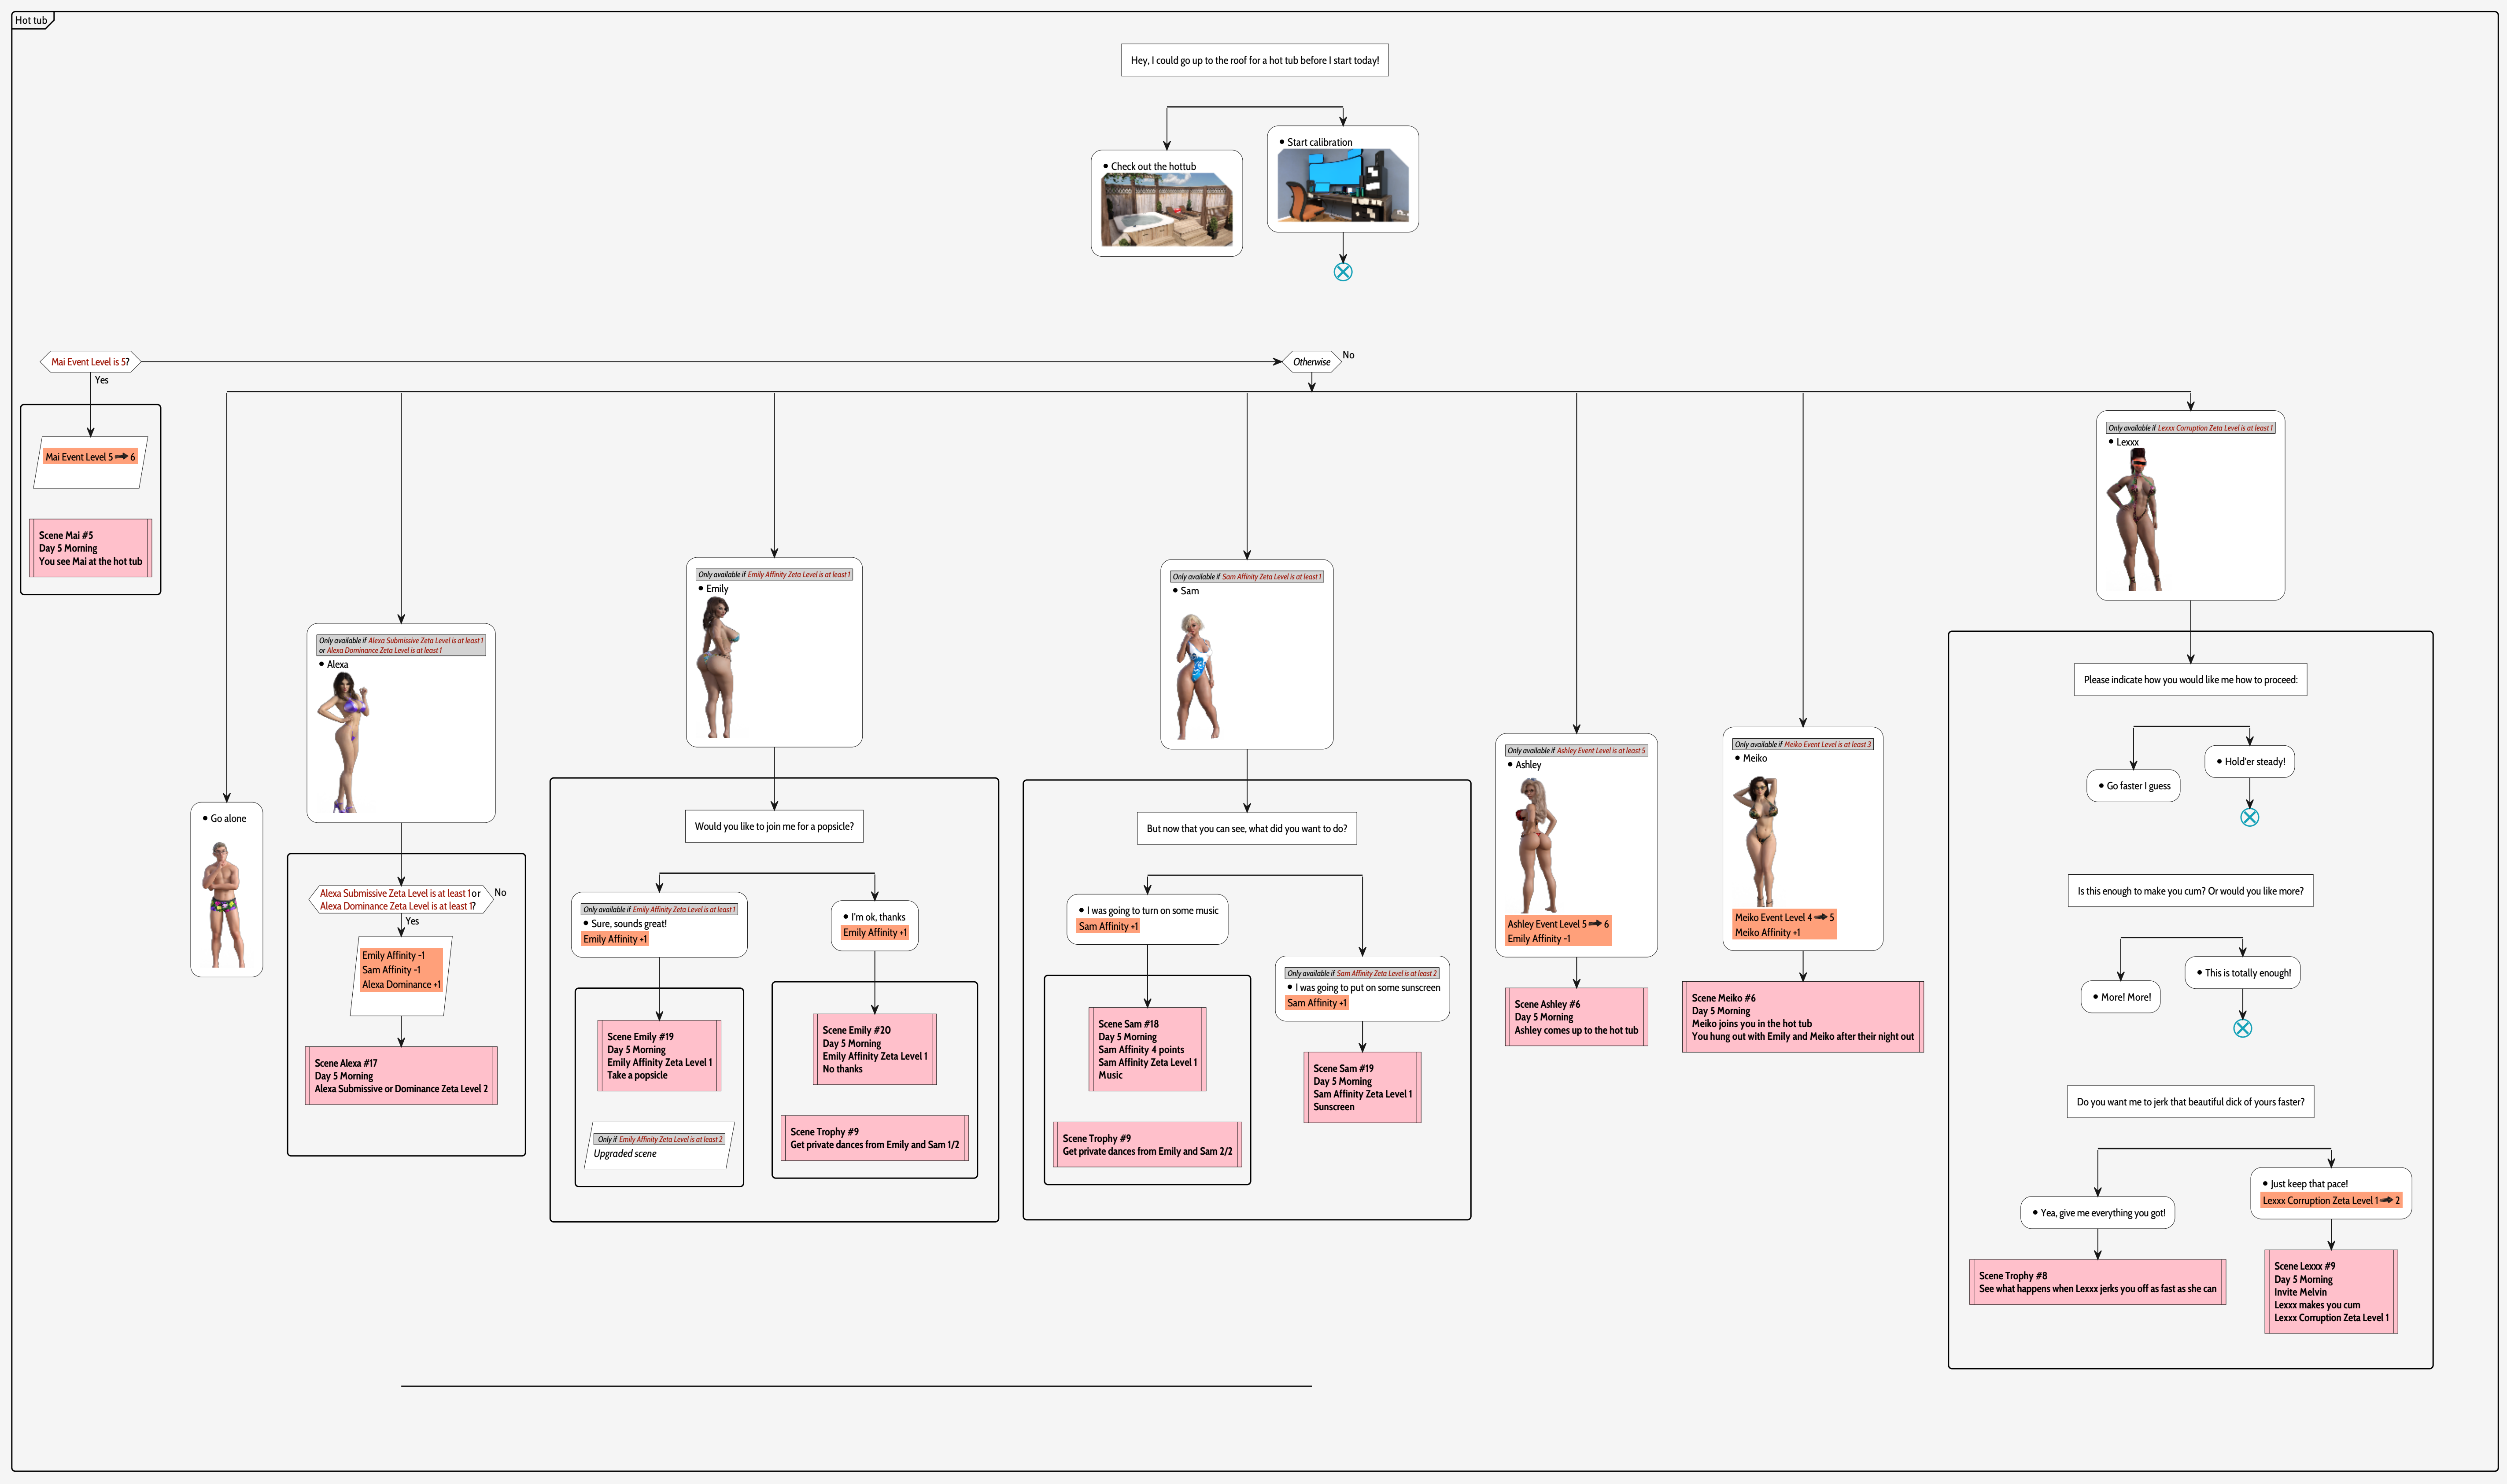 Hot tub
Hey, I could go up to the roof for a hot tub before I start today!
Check out the hottub
Start calibration
Mai Event Level is 5?
Yes
Otherwise
No
Mai Event Level 5 ➡ 6
Scene Mai #5
Day 5 Morning
You see Mai at the hot tub
Go alone
Only available if Alexa Submissive Zeta Level is at least 1
or Alexa Dominance Zeta Level is at least 1
Alexa
Alexa Submissive Zeta Level is at least 1 or
Alexa Dominance Zeta Level is at least 1?
No
Yes
Emily Affinity -1
Sam Affinity -1
Alexa Dominance +1
Scene Alexa #17
Day 5 Morning
Alexa Submissive or Dominance Zeta Level 2
Only available if Emily Affinity Zeta Level is at least 1
Emily
Would you like to join me for a popsicle?
Only available if Emily Affinity Zeta Level is at least 1
Sure, sounds great!
Emily Affinity +1
Scene Emily #19
Day 5 Morning
Emily Affinity Zeta Level 1
Take a popsicle
Only if Emily Affinity Zeta Level is at least 2
Upgraded scene
I'm ok, thanks
Emily Affinity +1
Scene Emily #20
Day 5 Morning
Emily Affinity Zeta Level 1
No thanks
Scene Trophy #9
Get private dances from Emily and Sam 1/2
Only available if Sam Affinity Zeta Level is at least 1
Sam
But now that you can see, what did you want to do?
I was going to turn on some music
Sam Affinity +1
Scene Sam #18
Day 5 Morning
Sam Affinity 4 points
Sam Affinity Zeta Level 1
Music
Scene Trophy #9
Get private dances from Emily and Sam 2/2
Only available if Sam Affinity Zeta Level is at least 2
I was going to put on some sunscreen
Sam Affinity +1
Scene Sam #19
Day 5 Morning
Sam Affinity Zeta Level 1
Sunscreen
Only available if Ashley Event Level is at least 5
Ashley
Ashley Event Level 5 ➡ 6
Emily Affinity -1
Scene Ashley #6
Day 5 Morning
Ashley comes up to the hot tub
Only available if Meiko Event Level is at least 3
Meiko
Meiko Event Level 4 ➡ 5
Meiko Affinity +1
Scene Meiko #6
Day 5 Morning
Meiko joins you in the hot tub
You hung out with Emily and Meiko after their night out
Only available if Lexxx Corruption Zeta Level is at least 1
Lexxx
Please indicate how you would like me how to proceed:
Go faster I guess
Hold'er steady!
Is this enough to make you cum? Or would you like more?
More! More!
This is totally enough!
Do you want me to jerk that beautiful dick of yours faster?
Yea, give me everything you got!
Scene Trophy #8
See what happens when Lexxx jerks you off as fast as she can
Just keep that pace!
Lexxx Corruption Zeta Level 1 ➡ 2
Scene Lexxx #9
Day 5 Morning
Invite Melvin
Lexxx makes you cum
Lexxx Corruption Zeta Level 1